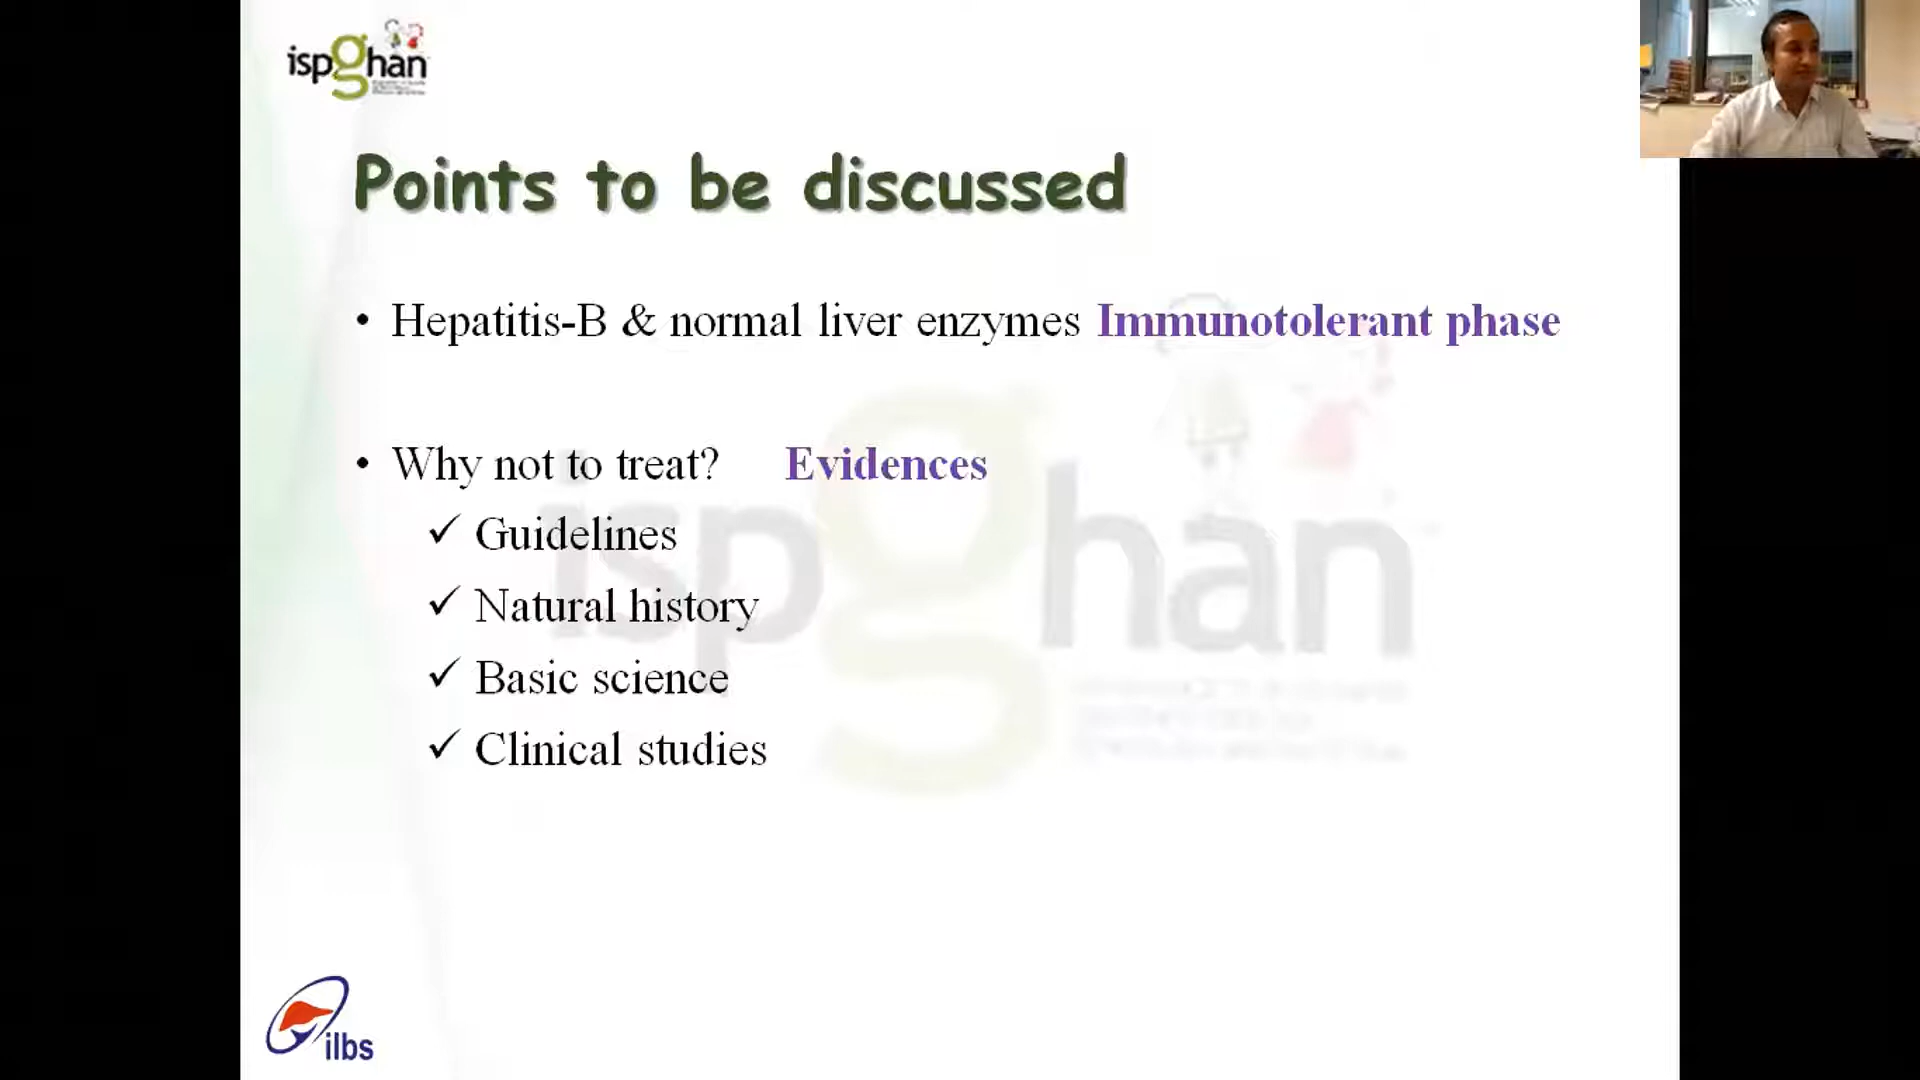 ispghan
Points to be discussed
• Hepatitis-B & normal liver enzymes Immunotolerant phase
• Why not to treat? Evidences
✓ Guidelines
✓ Natural history
✓ Basic science
✓ Clinical studies
ispghan
ilbs